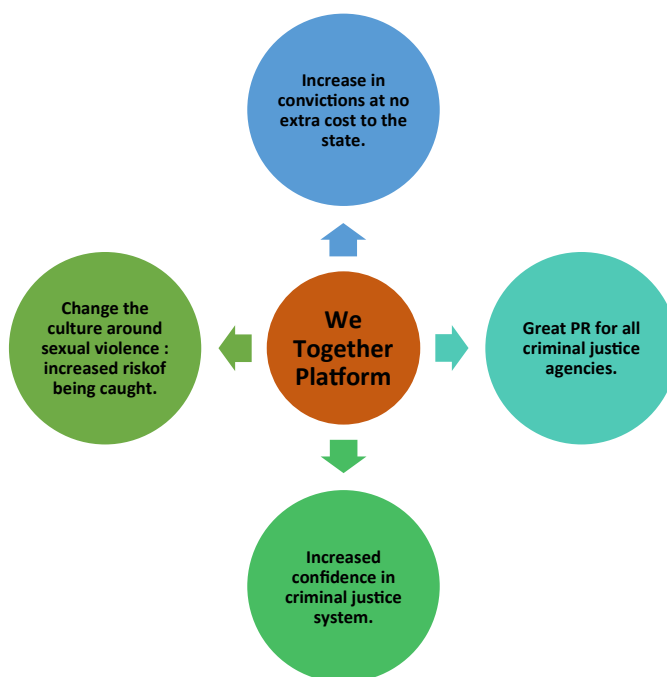 Increase in
convictions at no
extra cost to the
state.
Change the
culture around
sexual violence :
increased riskof
being caught.
We
Together
Platform
Great PR for all
criminal justice
agencies.
Increased
confidence in
criminal justice
system.